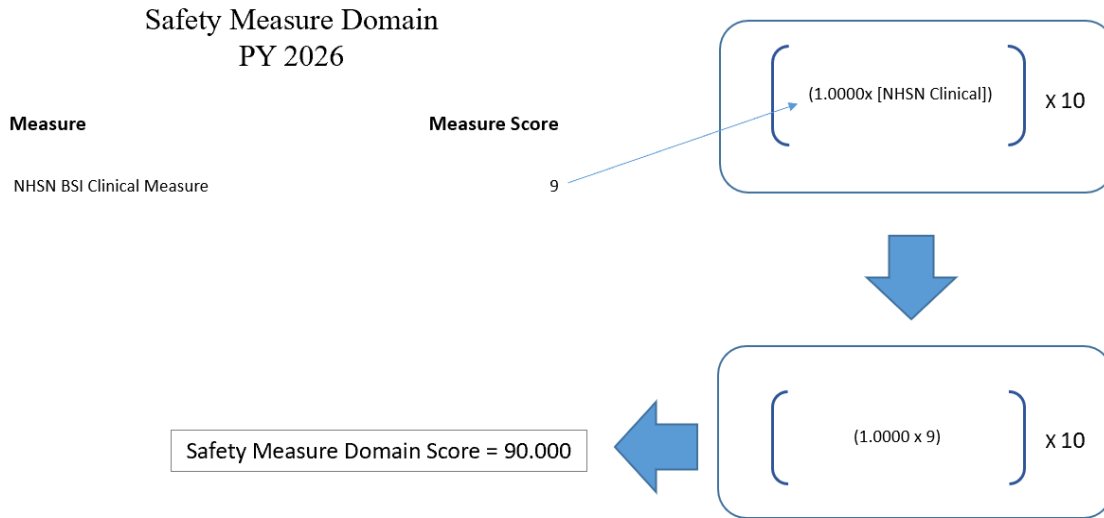 Safety Measure Domain
PY 2026
Measure Measure Score
NHSN BSI Clinical Measure 9
(1.0000x [NHSN Clinical]) X 10
(1.0000 x 9) X 10
Safety Measure Domain Score = 90.000